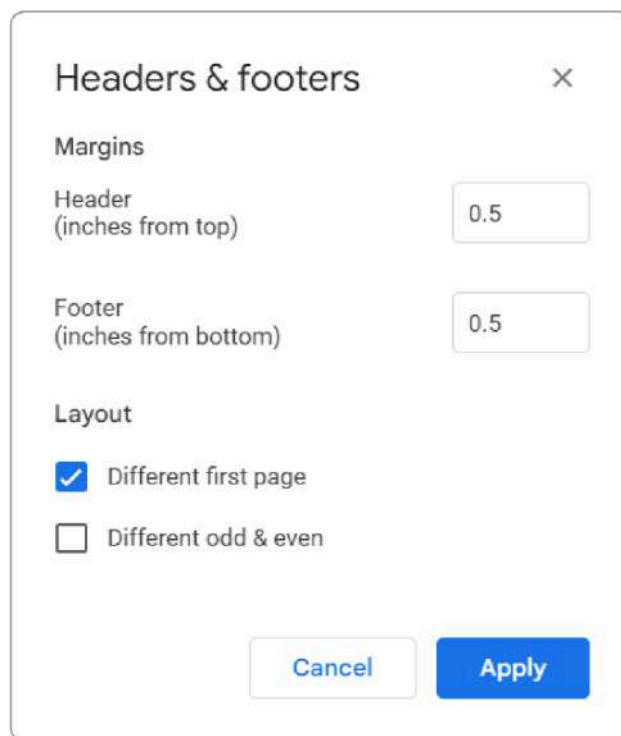 Headers & footers
Margins
Header
(inches from top)
0.5
Footer
(inches from bottom)
0.5
Layout
Different first page
Different odd & even
Cancel
Apply